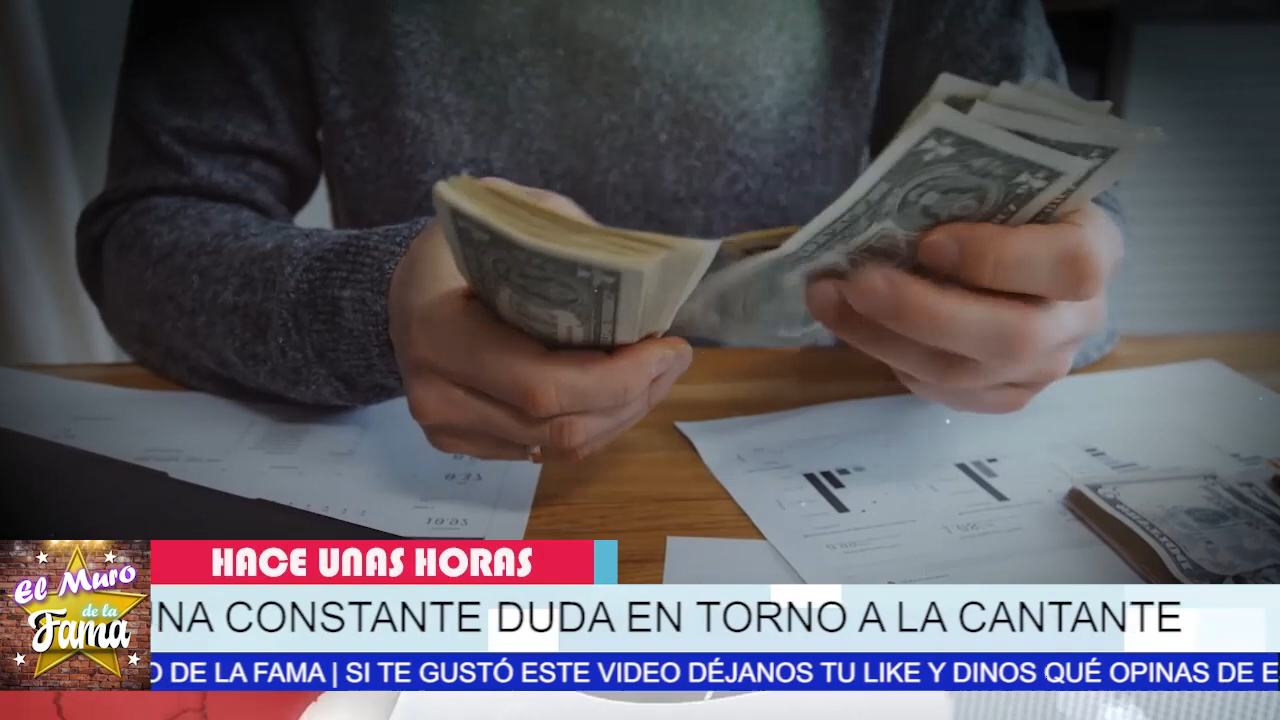 HACE UNAS HORAS
El Muro
de la
Fama
NA CONSTANTE DUDA EN TORNO A LA CANTANTE
O DE LA FAMA | SI TE GUSTÓ ESTE VIDEO DÉJANOS TU LIKE Y DINOS QUÉ OPINAS DE E